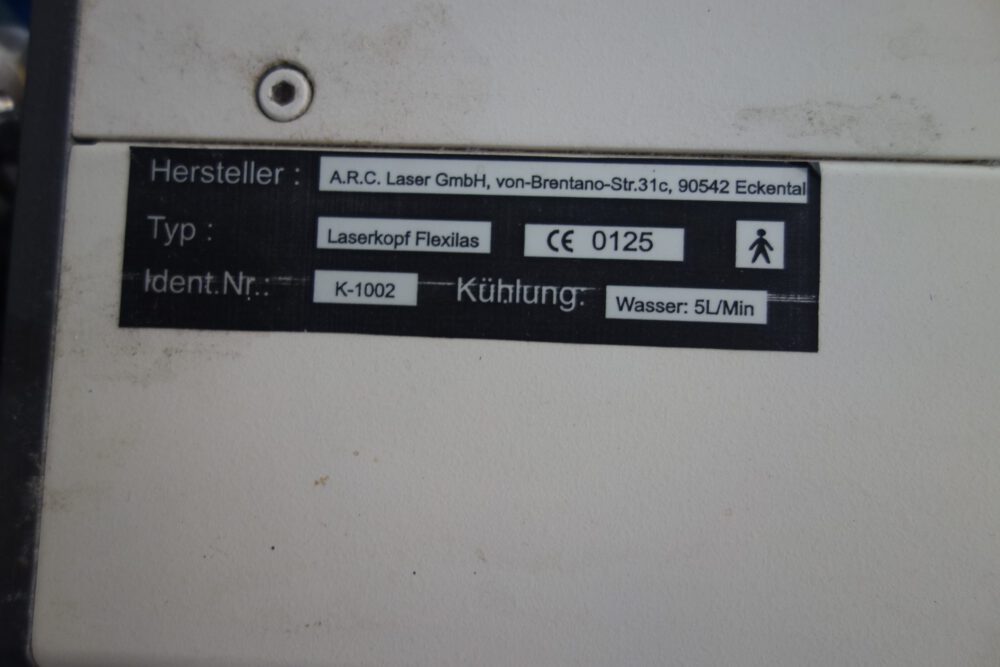 Hersteller : A.R.C. Laser GmbH, von-Brentano-Str.31c, 90542 Eckental
Typ : Laserkopf Flexilas CE 0125
Ident.Nr.: K-1002 Kühlung: Wasser: 5L/Min